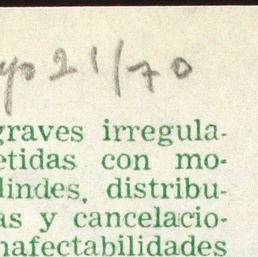 yo 21/70
graves irregula-
etidas con mo-
lindes, distribu-
as y cancelacio-
nafectabilidades